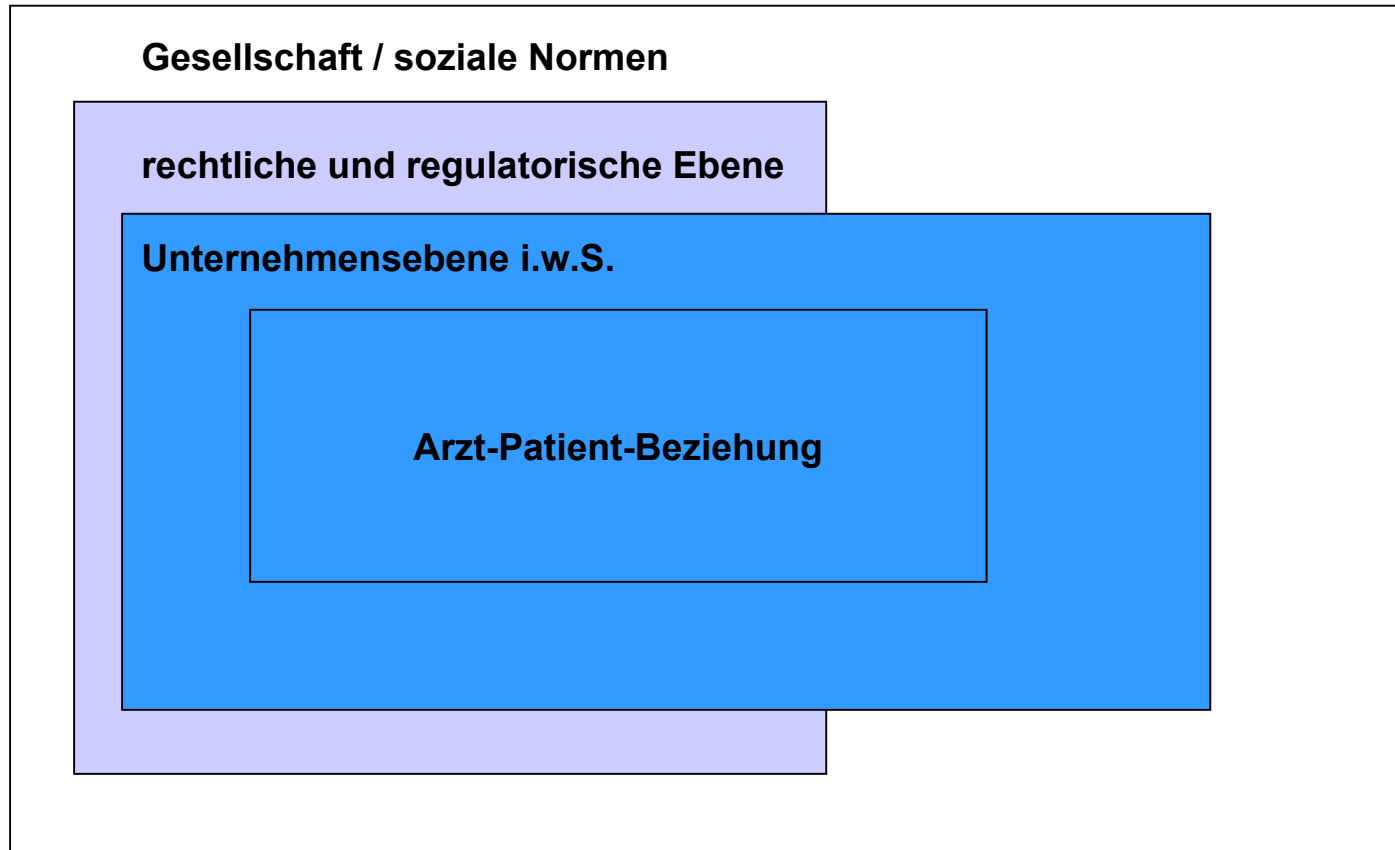 Gesellschaft / soziale Normen
rechtliche und regulatorische Ebene
Unternehmensebene i.w.S.
Arzt-Patient-Beziehung